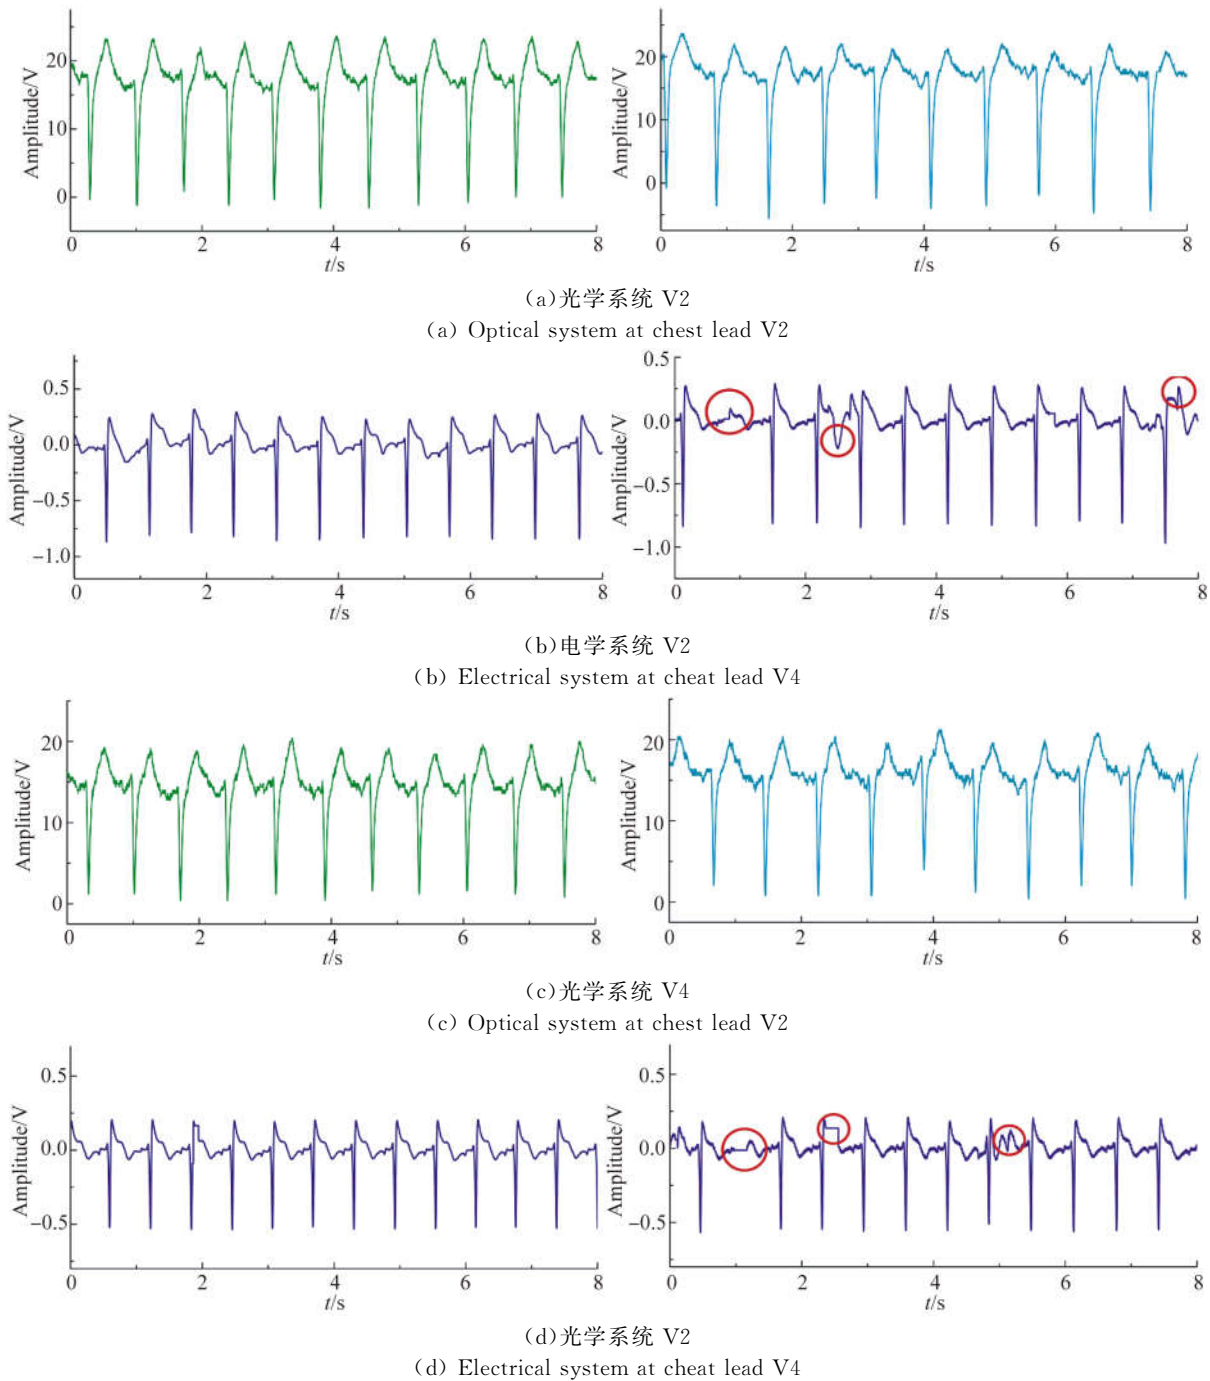 Amplitude/V
20
10
0
0 2 4 6 8
t/s
Amplitude/V
20
10
0
0 2 4 6 8
t/s
(a)光学系统 V2
(a) Optical system at chest lead V2
Amplitude/V
0.5
0.0
-0.5
-1.0
0 2 4 6 8
t/s
Amplitude/V
0.5
0.0
-0.5
-1.0
0 2 4 6 8
t/s
(b)电学系统 V2
(b) Electrical system at cheat lead V4
Amplitude/V
20
10
0
0 2 4 6 8
t/s
Amplitude/V
20
10
0
0 2 4 6 8
t/s
(c)光学系统 V4
(c) Optical system at chest lead V2
Amplitude/V
0.5
0.0
-0.5
0 2 4 6 8
t/s
Amplitude/V
0.5
0.0
-0.5
0 2 4 6 8
t/s
(d)光学系统 V2
(d) Electrical system at cheat lead V4